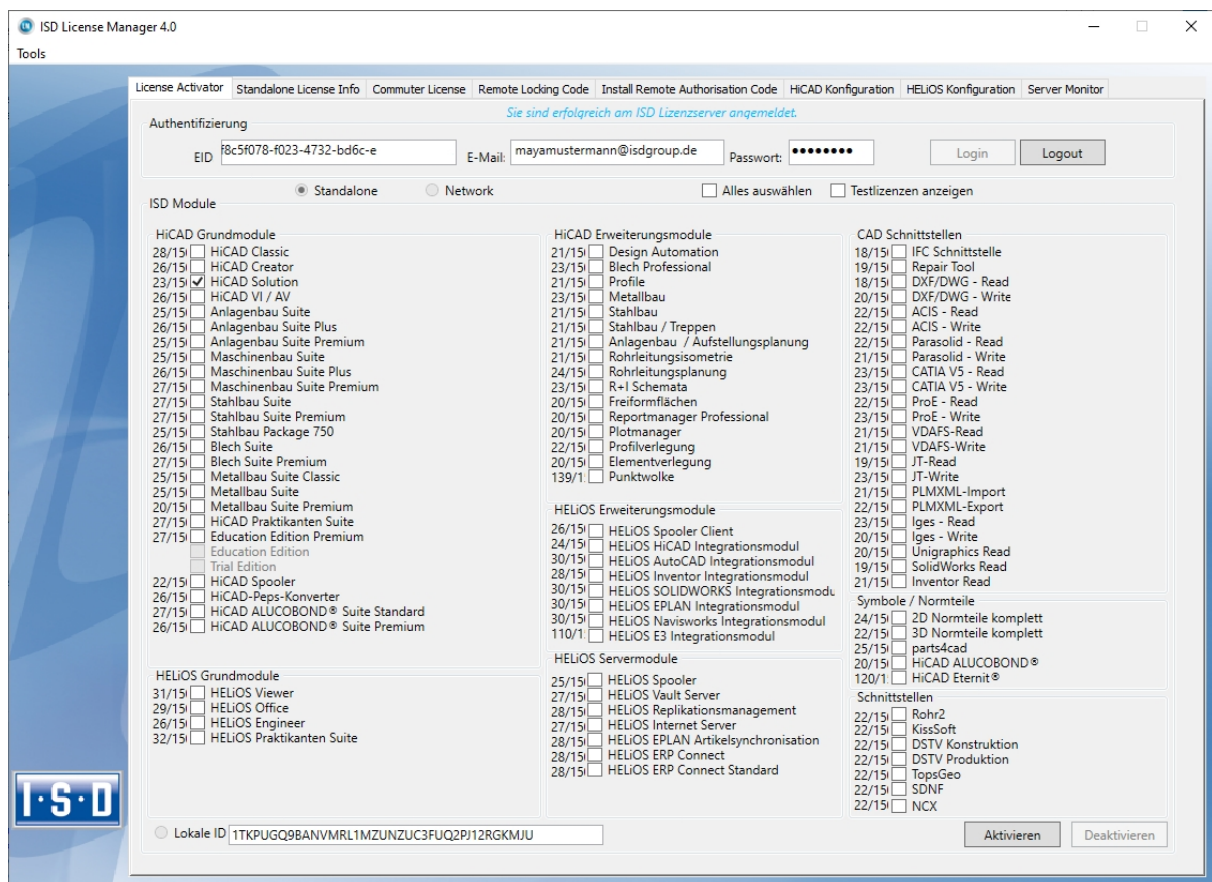 ISD License Manager 4.0
Tools
License Activator Standalone License Info Commuter License Remote Locking Code Install Remote Authorisation Code HiCAD Konfiguration HELiOS Konfiguration Server Monitor
Sie sind erfolgreich am ISD Lizenzserver angemeldet.
Authentifizierung
EID f8c5f078-f023-4732-bd6c-e E-Mail: mayamustermann@isdgroup.de Passwort: •••••••• Login Logout
Standalone Network Alles auswählen Testlizenzen anzeigen
ISD Module
HiCAD Grundmodule
28/15 HiCAD Classic
26/15 HiCAD Creator
23/15 HiCAD Solution
26/15 HiCAD VI / AV
25/15 Anlagenbau Suite
26/15 Anlagenbau Suite Plus
25/15 Anlagenbau Suite Premium
25/15 Maschinenbau Suite
26/15 Maschinenbau Suite Plus
27/15 Maschinenbau Suite Premium
27/15 Stahlbau Suite
27/15 Stahlbau Suite Premium
25/15 Stahlbau Package 750
26/15 Blech Suite
27/15 Blech Suite Premium
25/15 Metallbau Suite Classic
25/15 Metallbau Suite
20/15 Metallbau Suite Premium
27/15 HiCAD Praktikanten Suite
27/15 Education Edition Premium
Education Edition
Trial Edition
22/15 HiCAD Spooler
26/15 HiCAD-Peps-Konverter
27/15 HiCAD ALUCOBOND® Suite Standard
26/15 HiCAD ALUCOBOND® Suite Premium
HELiOS Grundmodule
31/15 HELiOS Viewer
29/15 HELiOS Office
26/15 HELiOS Engineer
32/15 HELiOS Praktikanten Suite
HiCAD Erweiterungsmodule
21/15 Design Automation
23/15 Blech Professional
21/15 Profile
23/15 Metallbau
21/15 Stahlbau
21/15 Stahlbau / Treppen
21/15 Anlagenbau / Aufstellungsplanung
21/15 Rohrleitungsisometrie
24/15 Rohrleitungsplanung
23/15 R+I Schemata
20/15 Freiformflächen
20/15 Reportmanager Professional
20/15 Plotmanager
22/15 Profilverlegung
20/15 Elementverlegung
139/1 Punktwolke
HELiOS Erweiterungsmodule
26/15 HELiOS Spooler Client
24/15 HELiOS HiCAD Integrationsmodul
30/15 HELiOS AutoCAD Integrationsmodul
28/15 HELiOS Inventor Integrationsmodul
30/15 HELiOS SOLIDWORKS Integrationsmodu
30/15 HELiOS EPLAN Integrationsmodul
30/15 HELiOS Navisworks Integrationsmodul
110/1 HELiOS E3 Integrationsmodul
HELiOS Servermodule
25/15 HELiOS Spooler
27/15 HELiOS Vault Server
28/15 HELiOS Replikationsmanagement
27/15 HELiOS Internet Server
28/15 HELiOS EPLAN Artikelsynchronisation
28/15 HELiOS ERP Connect
28/15 HELiOS ERP Connect Standard
CAD Schnittstellen
18/15 IFC Schnittstelle
19/15 Repair Tool
18/15 DXF/DWG - Read
20/15 DXF/DWG - Write
22/15 ACIS - Read
22/15 ACIS - Write
22/15 Parasolid - Read
21/15 Parasolid - Write
23/15 CATIA V5 - Read
23/15 CATIA V5 - Write
22/15 ProE - Read
23/15 ProE - Write
21/15 VDAFS-Read
21/15 VDAFS-Write
19/15 JT-Read
23/15 JT-Write
21/15 PLMXML-Import
22/15 PLMXML-Export
23/15 Iges - Read
20/15 Iges - Write
20/15 Unigraphics Read
19/15 SolidWorks Read
21/15 Inventor Read
Symbole / Normteile
24/15 2D Normteile komplett
22/15 3D Normteile komplett
25/15 parts4cad
20/15 HiCAD ALUCOBOND®
120/1 HiCAD Eternit®
Schnittstellen
22/15 Rohr2
22/15 KissSoft
22/15 DSTV Konstruktion
22/15 DSTV Produktion
22/15 TopsGeo
22/15 SDNF
22/15 NCX
I·S·D
Lokale ID 1TKPUGQ9BANVMRL1MZUNZUC3FUQ2PJ12RGKMJU Aktivieren Deaktivieren